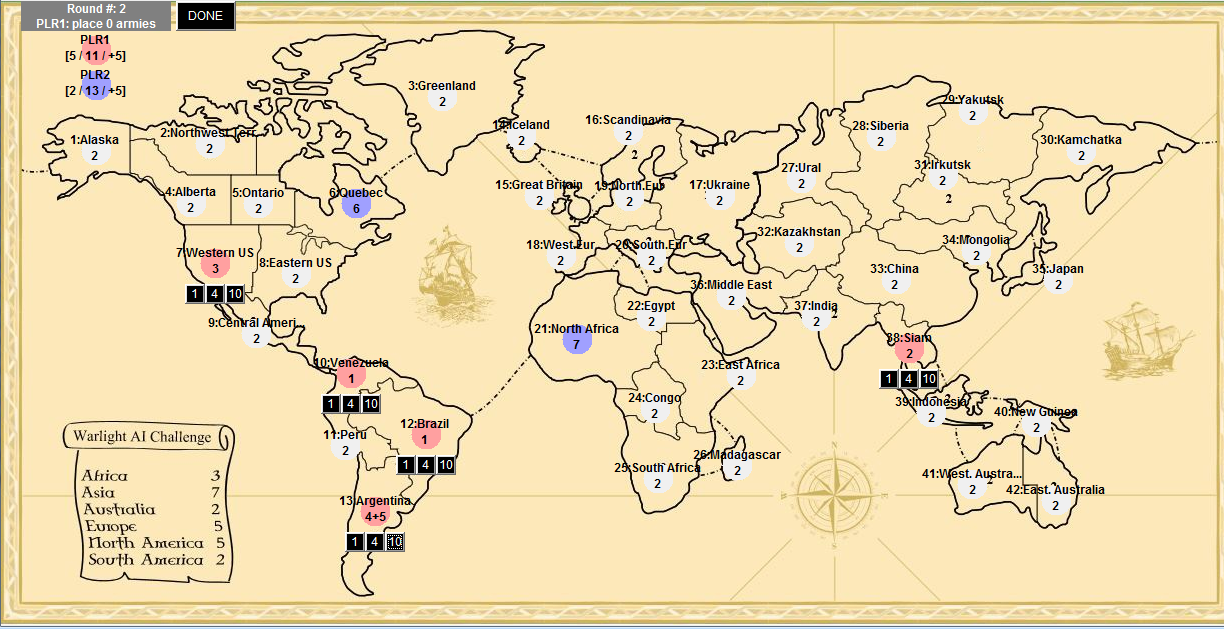 Round #: 2
PLR1: place 0 armies
DONE
PLR1
[5 / 11 / +5]
PLR2
[2 / 13 / +5]
1:Alaska
2
2:Northwest Terr...
2
3:Greenland
2
4:Alberta
2
5:Ontario
2
6:Quebec
6
7:Western US
3
1 4 10
8:Eastern US
2
9:Central Ameri...
2
10:Venezuela
1
1 4 10
11:Peru
2
12:Brazil
1
1 4 10
13:Argentina
4+5
1 4 10
14:Iceland
2
15:Great Britain
2
16:Scandinavia
2
2
17:Ukraine
2
18:West.Eur
2
19:North.Eur
2
20:South.Eur
2
21:North Africa
7
22:Egypt
2
23:East Africa
2
24:Congo
2
25:South Africa
2
26:Madagascar
2
27:Ural
2
28:Siberia
2
29:Yakutsk
2
30:Kamchatka
2
31:Irkutsk
2
2
32:Kazakhstan
2
33:China
2
34:Mongolia
2
35:Japan
2
36:Middle East
2
37:India
2
2
38:Siam
2
1 4 10
39:Indonesia
2
2
40:New Guinea
2
41:West. Austra...
2
2
42:East. Australia
2
Warlight AI Challenge
Africa 3
Asia 7
Australia 2
Europe 5
North America 5
South America 2
N
S